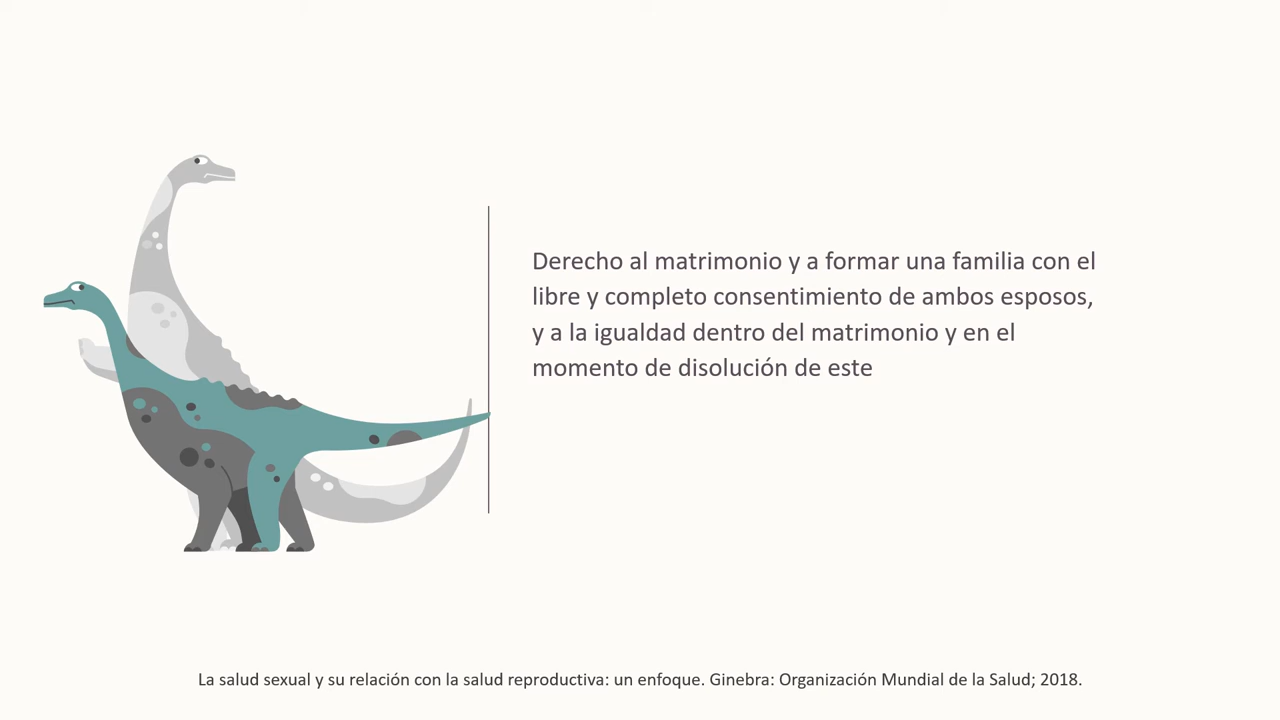 Derecho al matrimonio y a formar una familia con el
libre y completo consentimiento de ambos esposos,
y a la igualdad dentro del matrimonio y en el
momento de disolución de este
La salud sexual y su relación con la salud reproductiva: un enfoque. Ginebra: Organización Mundial de la Salud; 2018.